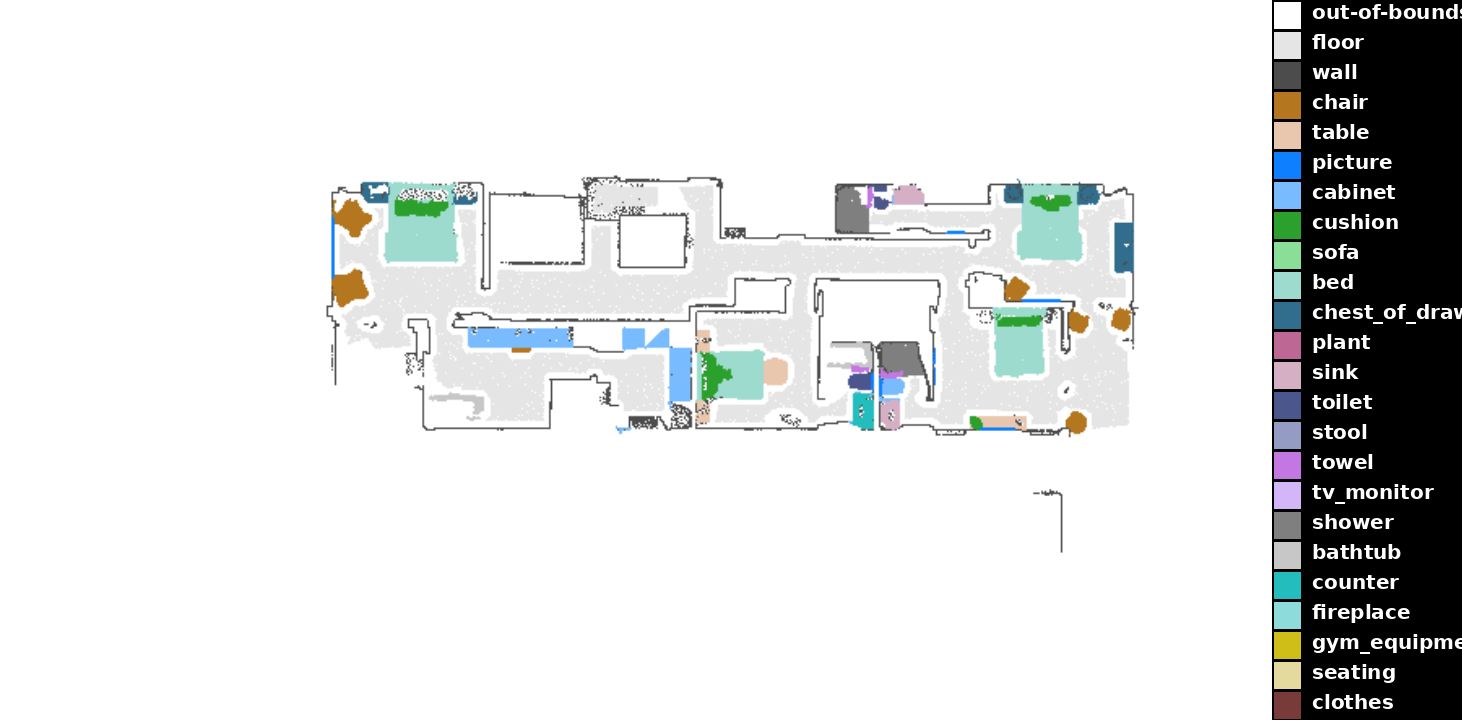 out-of-bounds
floor
wall
chair
table
picture
cabinet
cushion
sofa
bed
chest_of_draw
plant
sink
toilet
stool
towel
tv_monitor
shower
bathtub
counter
fireplace
gym_equipme
seating
clothes